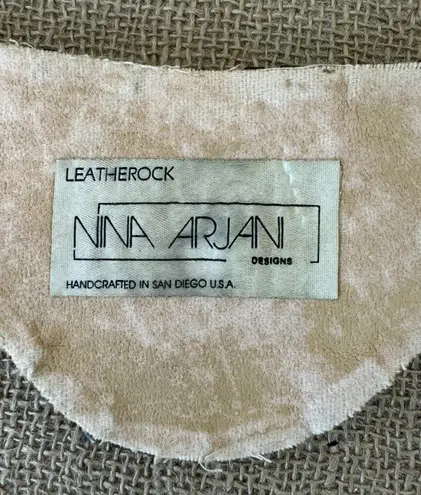 LEATHEROCK
NINA ARJANI
DESIGNS
HANDCRAFTED IN SAN DIEGO U.S.A.